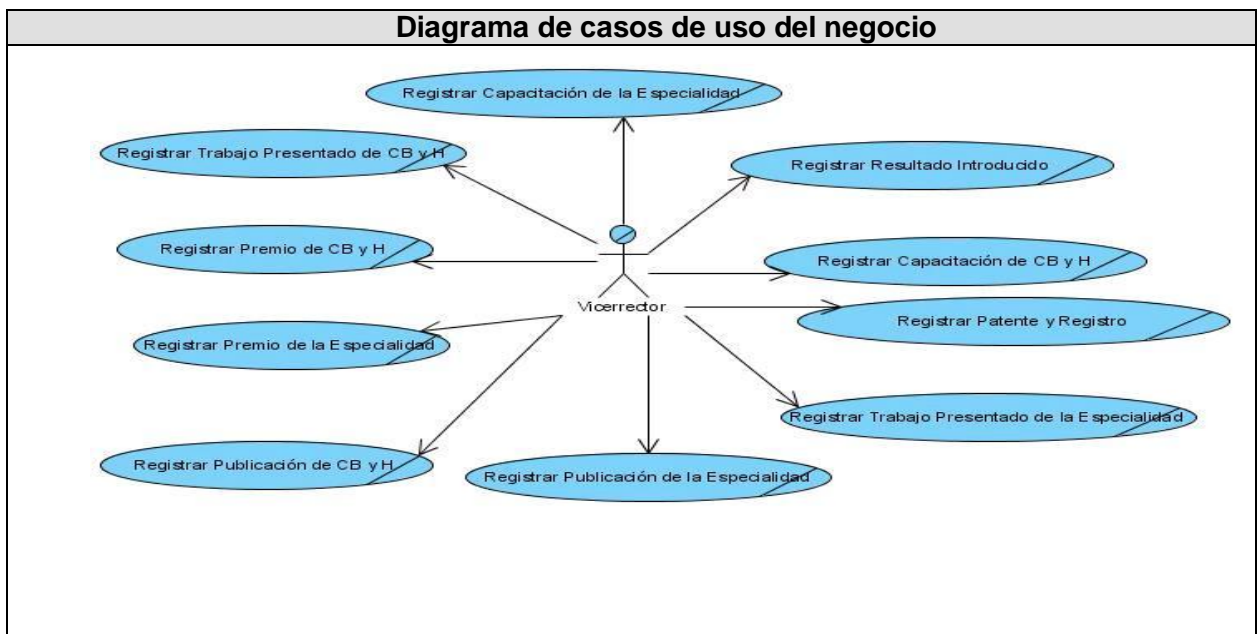 Diagrama de casos de uso del negocio
Registrar Capacitación de la Especialidad
Registrar Trabajo Presentado de CB y H
Registrar Resultado Introducido
Registrar Premio de CB y H
Registrar Capacitación de CB y H
Vicerrector
Registrar Patente y Registro
Registrar Premio de la Especialidad
Registrar Trabajo Presentado de la Especialidad
Registrar Publicación de CB y H
Registrar Publicación de la Especialidad